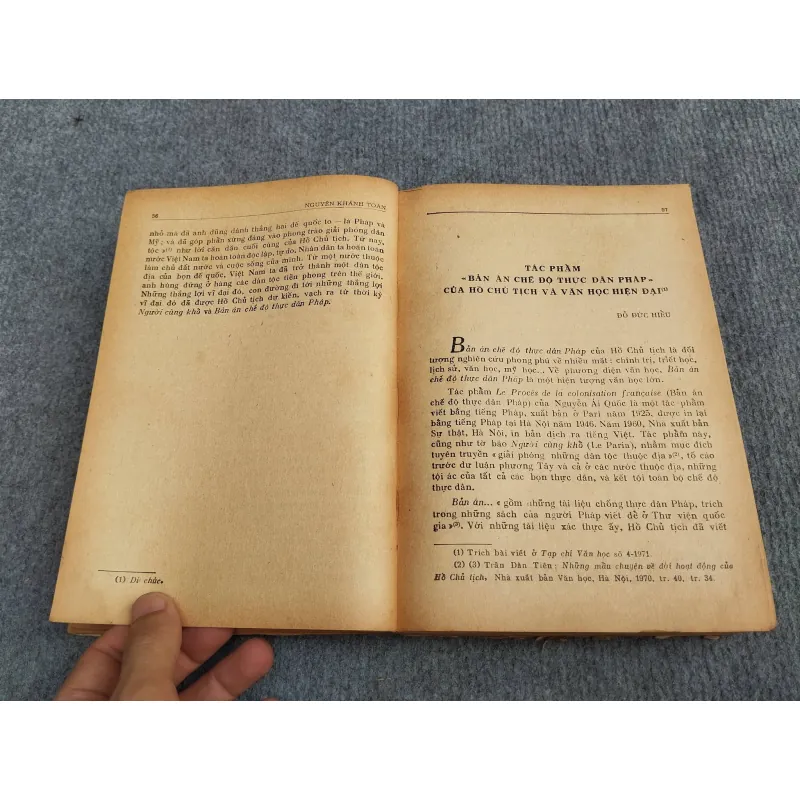 56
NGUYỄN KHÁNH TOÀN
nhỏ mà đã anh dũng đánh thắng hai đế quốc to — là Pháp và
Mỹ ; và đã góp phần xứng đáng vào phong trào giải phóng dân
tộc »⁽¹⁾ như lời căn dặn cuối cùng của Hồ Chủ tịch. Từ nay,
nước Việt Nam ta hoàn toàn độc lập, tự do, Nhân dân ta hoàn toàn
làm chủ đất nước và cuộc sống của mình. Từ một nước thuộc
địa của bọn đế quốc, Việt Nam ta đã trở thành một dân tộc
anh hùng đứng ở hàng các dân tộc tiên phong trên thế giới.
Những thắng lợi vĩ đại đó, con đường đi tới những thắng lợi
vĩ đại đó đã được Hồ Chủ tịch dự kiến, vạch ra từ thời kỳ
Người cùng khổ và Bản án chế độ thực dân Pháp.
(1) Di chúc.
57
TÁC PHẨM
« BẢN ÁN CHẾ ĐỘ THỰC DÂN PHÁP »
CỦA HỒ CHỦ TỊCH VÀ VĂN HỌC HIỆN ĐẠI⁽¹⁾
ĐỖ ĐỨC HIỂU
Bản án chế độ thực dân Pháp của Hồ Chủ tịch là đối
tượng nghiên cứu phong phú về nhiều mặt : chính trị, triết học,
lịch sử, văn học, mỹ học... Về phương diện văn học, Bản án
chế độ thực dân Pháp là một hiện tượng văn học lớn.
Tác phẩm Le Procès de la colonisation française (Bản án
chế độ thực dân Pháp) của Nguyễn Ái Quốc là một tác phẩm
viết bằng tiếng Pháp, xuất bản ở Pari năm 1925, được in lại
bằng tiếng Pháp tại Hà Nội năm 1946. Năm 1960, Nhà xuất bản
Sự thật, Hà Nội, in bản dịch ra tiếng Việt. Tác phẩm này,
cũng như tờ báo Người cùng khổ (Le Paria), nhằm mục đích
tuyên truyền « giải phóng những dân tộc thuộc địa »⁽²⁾, tố cáo
trước dư luận phương Tây và cả ở các nước thuộc địa, những
tội ác của tất cả các bọn thực dân, và kết tội toàn bộ chế độ
thực dân.
Bản án... « gồm những tài liệu chống thực dân Pháp, trích
trong những sách của người Pháp viết để ở Thư viện quốc
gia »⁽³⁾. Với những tài liệu xác thực ấy, Hồ Chủ tịch đã viết
(1) Trích bài viết ở Tạp chí Văn học số 4-1971.
(2) (3) Trần Dân Tiên : Những mẩu chuyện về đời hoạt động của
Hồ Chủ tịch, Nhà xuất bản Văn học, Hà Nội, 1970, tr. 40, tr. 34.